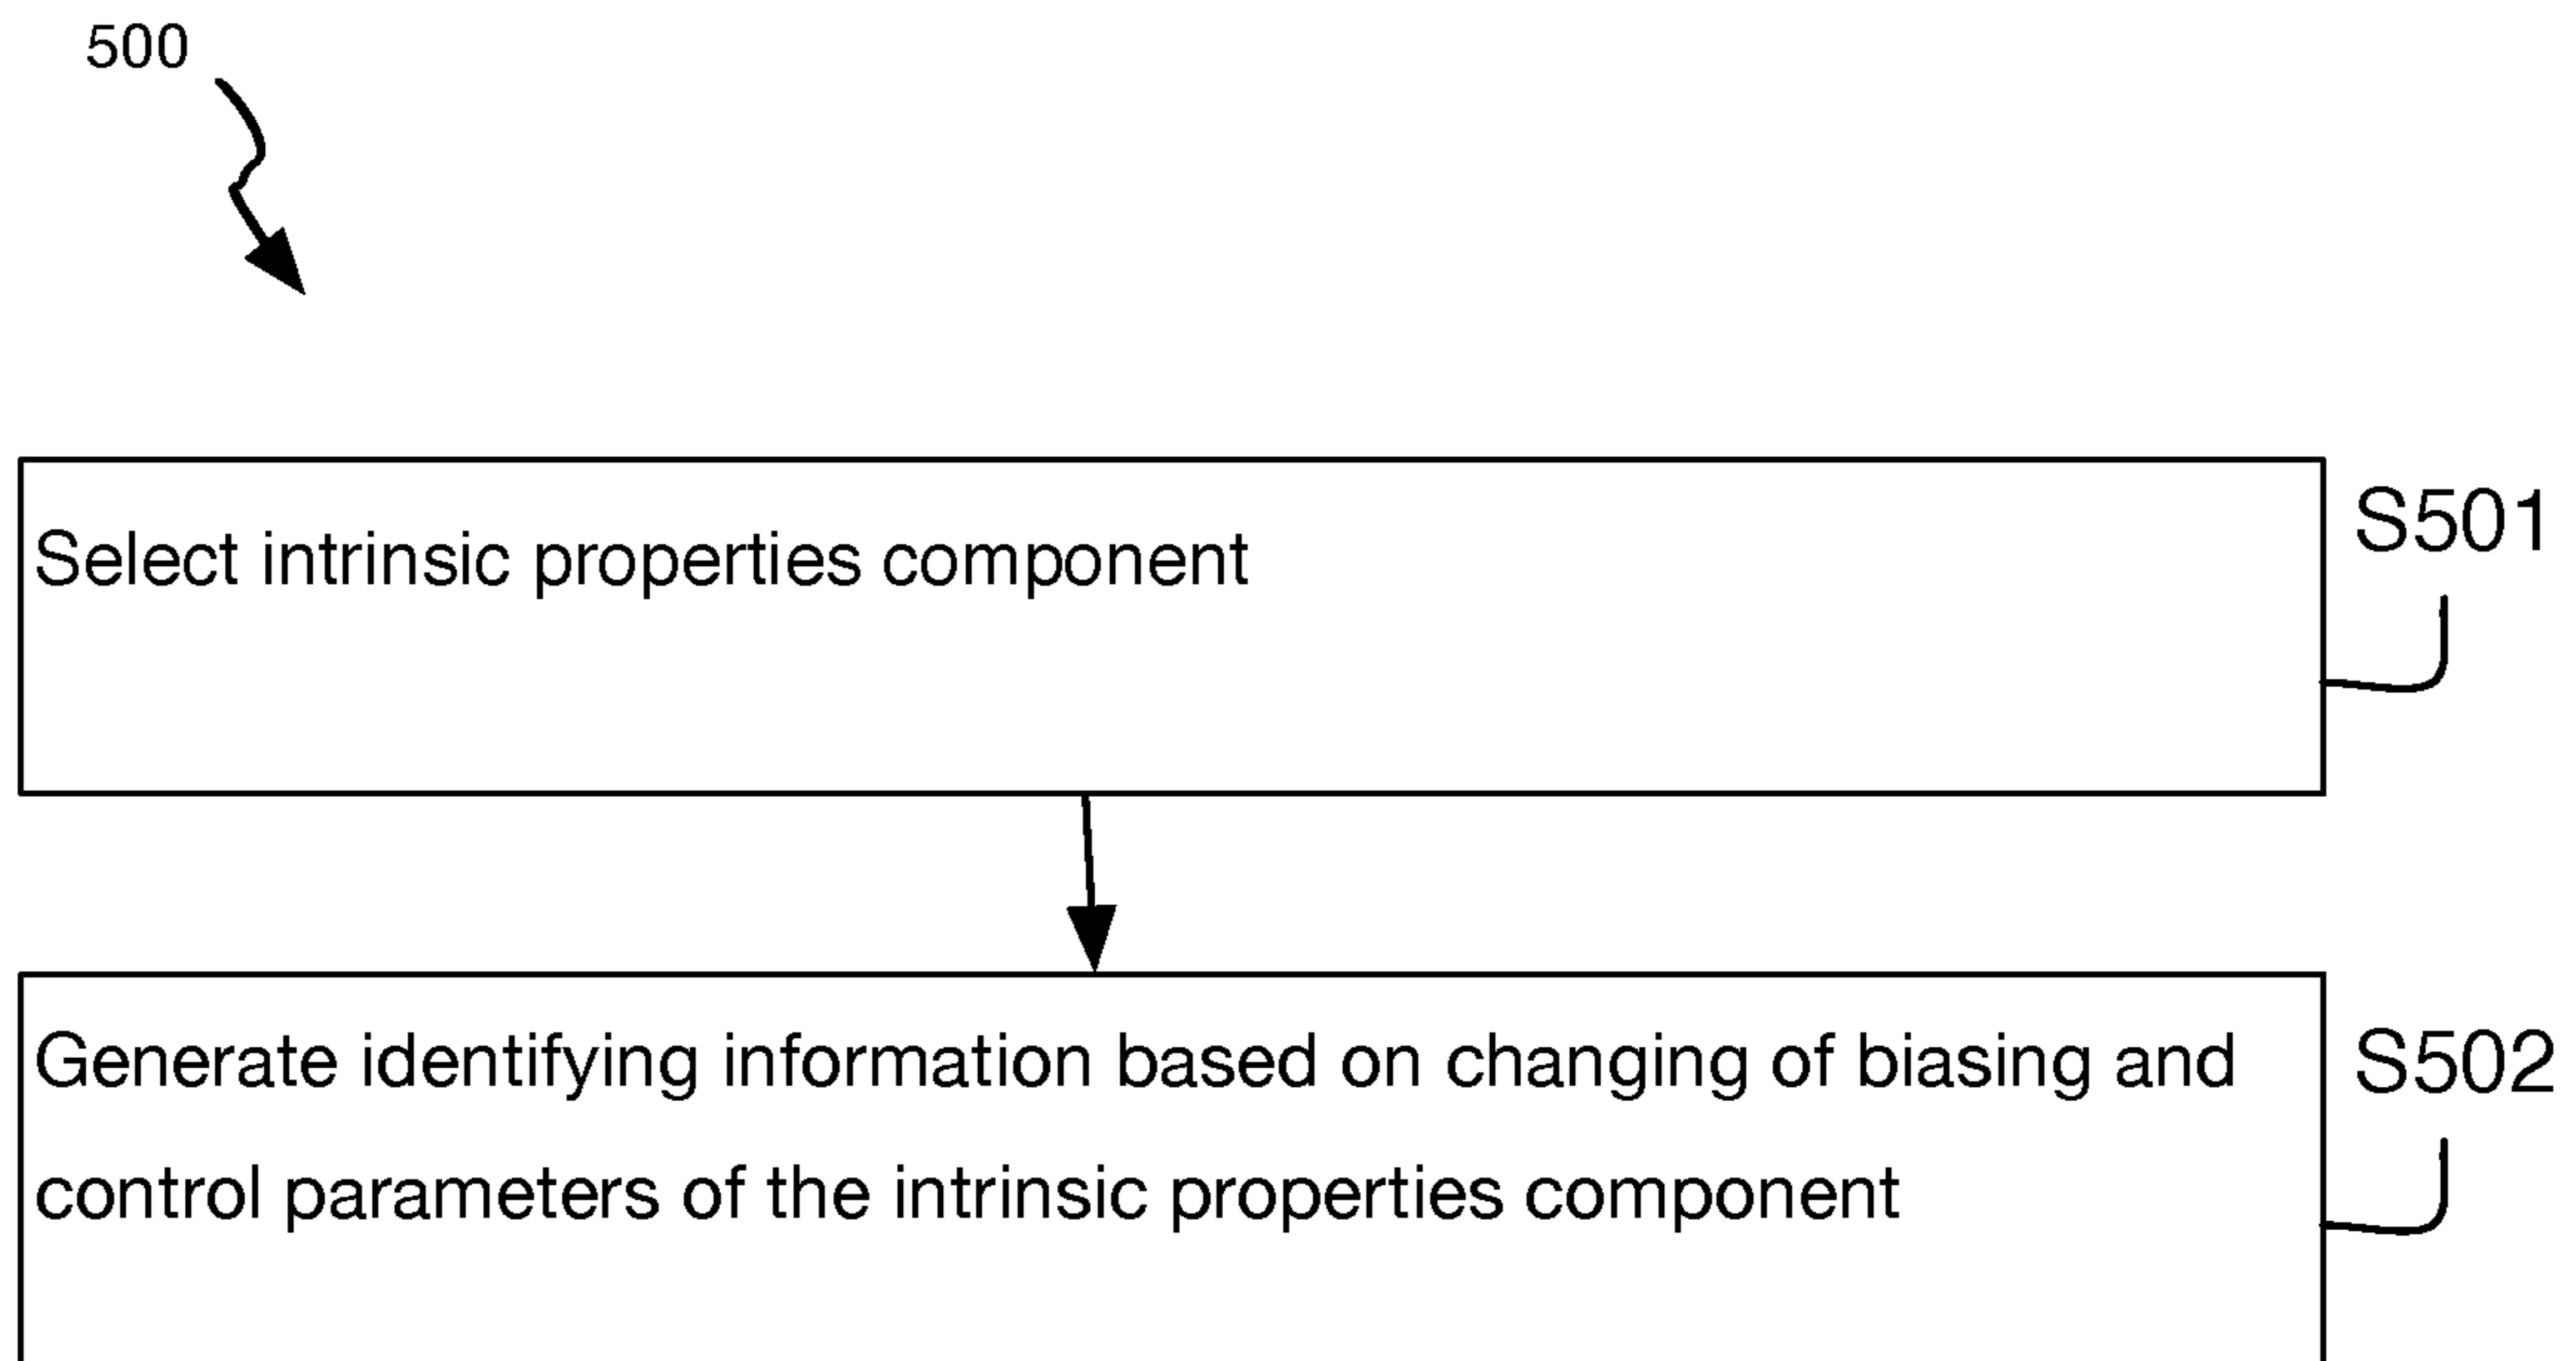 500
Select intrinsic properties component
S501
Generate identifying information based on changing of biasing and
control parameters of the intrinsic properties component
S502